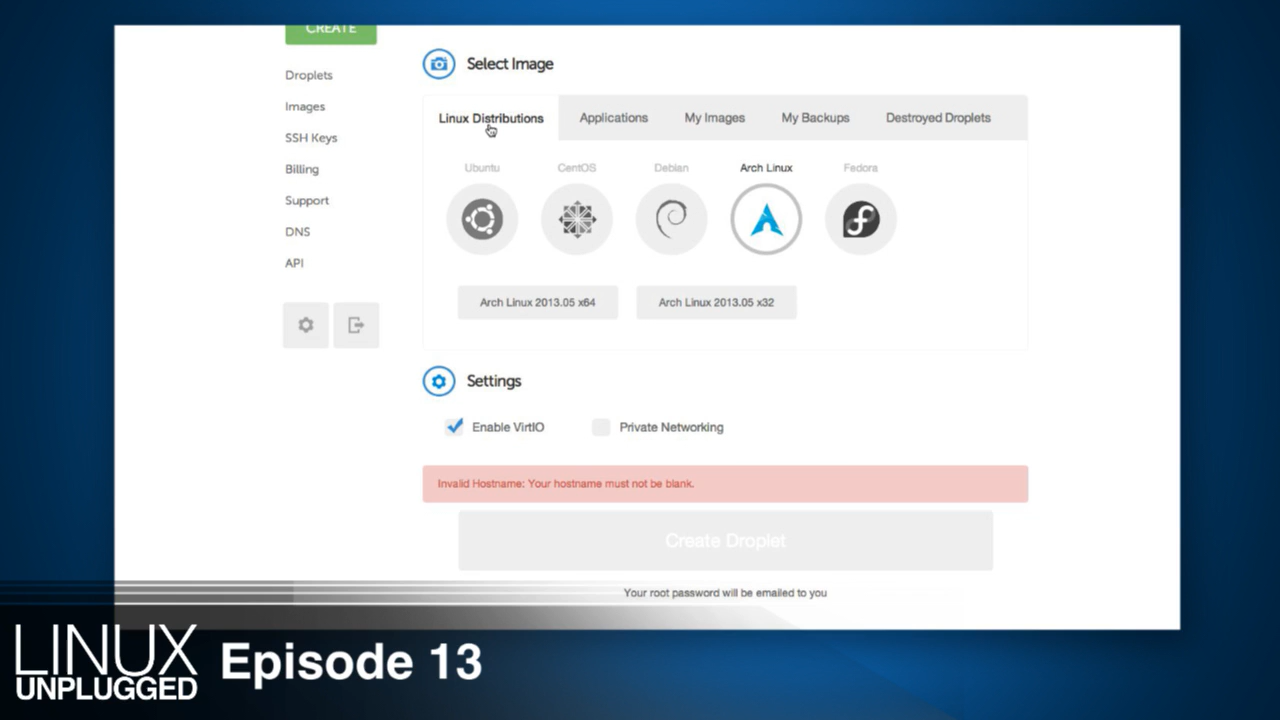 CREATE
Droplets
Images
SSH Keys
Billing
Support
DNS
API
Select Image
Linux Distributions Applications My Images My Backups Destroyed Droplets
Ubuntu CentOS Debian Arch Linux Fedora
Arch Linux 2013.05 x64 Arch Linux 2013.05 x32
Settings
Enable VirtIO Private Networking
Invalid Hostname: Your hostname must not be blank.
Create Droplet
Your root password will be emailed to you
LINUX
UNPLUGGED
Episode 13